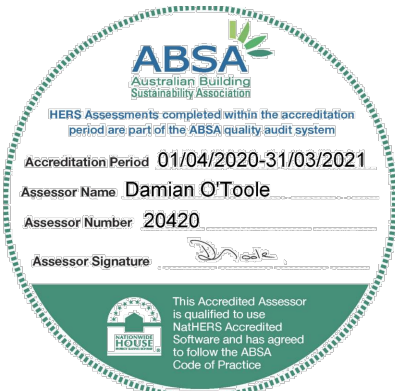 ABSA
Australian Building
Sustainability Association
HERS Assessments completed within the accreditation
period are part of the ABSA quality audit system
Accreditation Period 01/04/2020-31/03/2021
Assessor Name Damian O'Toole
Assessor Number 20420
Assessor Signature
NATIONWIDE
HOUSE
This Accredited Assessor
is qualified to use
NatHERS Accredited
Software and has agreed
to follow the ABSA
Code of Practice